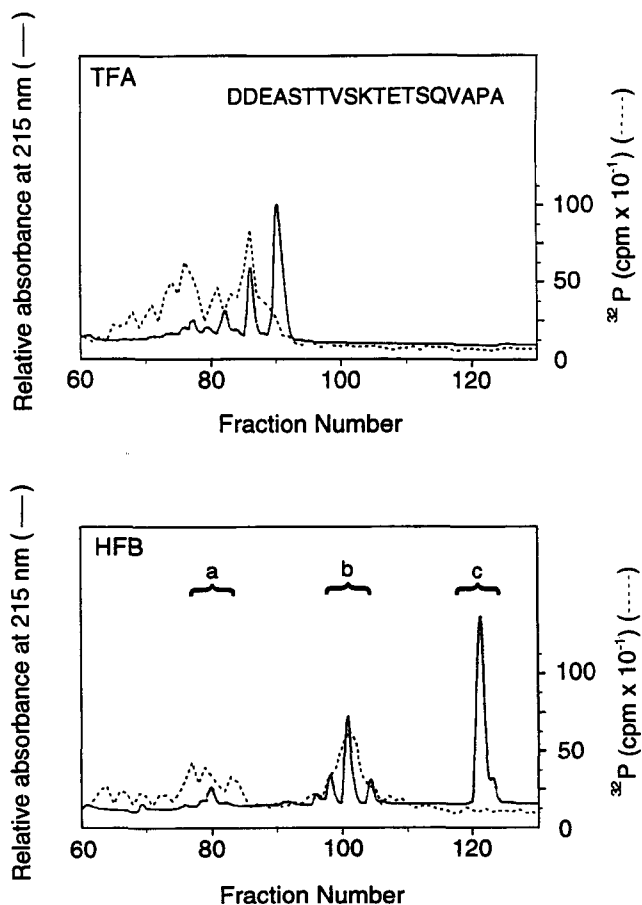 TFA
DDEASTTVSKTETSQVAPA
Relative absorbance at 215 nm ( — )
100
50
0
³²P (cpm x 10⁻¹) (-----)
60 80 100 120
Fraction Number
HFB
a b c
Relative absorbance at 215 nm ( — )
100
50
0
³²P (cpm x 10⁻¹) (-----)
60 80 100 120
Fraction Number